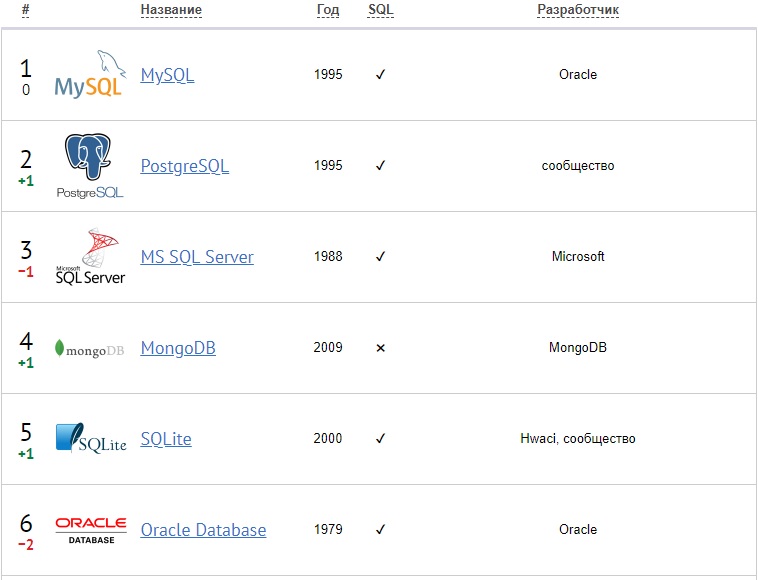 # Название Год SQL Разработчик
1 MySQL MySQL 1995 ✓ Oracle
0
2 PostgreSQL PostgreSQL 1995 ✓ сообщество
+1
3 Microsoft SQL Server MS SQL Server 1988 ✓ Microsoft
−1
4 mongoDB MongoDB 2009 ✗ MongoDB
+1
5 SQLite SQLite 2000 ✓ Hwaci, сообщество
+1
6 ORACLE DATABASE Oracle Database 1979 ✓ Oracle
−2